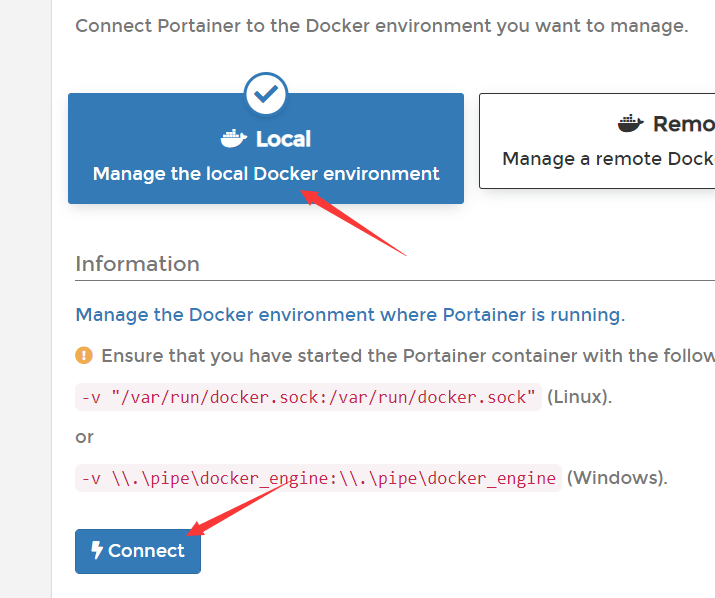 Connect Portainer to the Docker environment you want to manage.
Local
Manage the local Docker environment
Remo
Manage a remote Dock
Information
Manage the Docker environment where Portainer is running.
Ensure that you have started the Portainer container with the follow
-v "/var/run/docker.sock:/var/run/docker.sock" (Linux).
or
-v \\.\pipe\docker_engine:\\.\pipe\docker_engine (Windows).
Connect